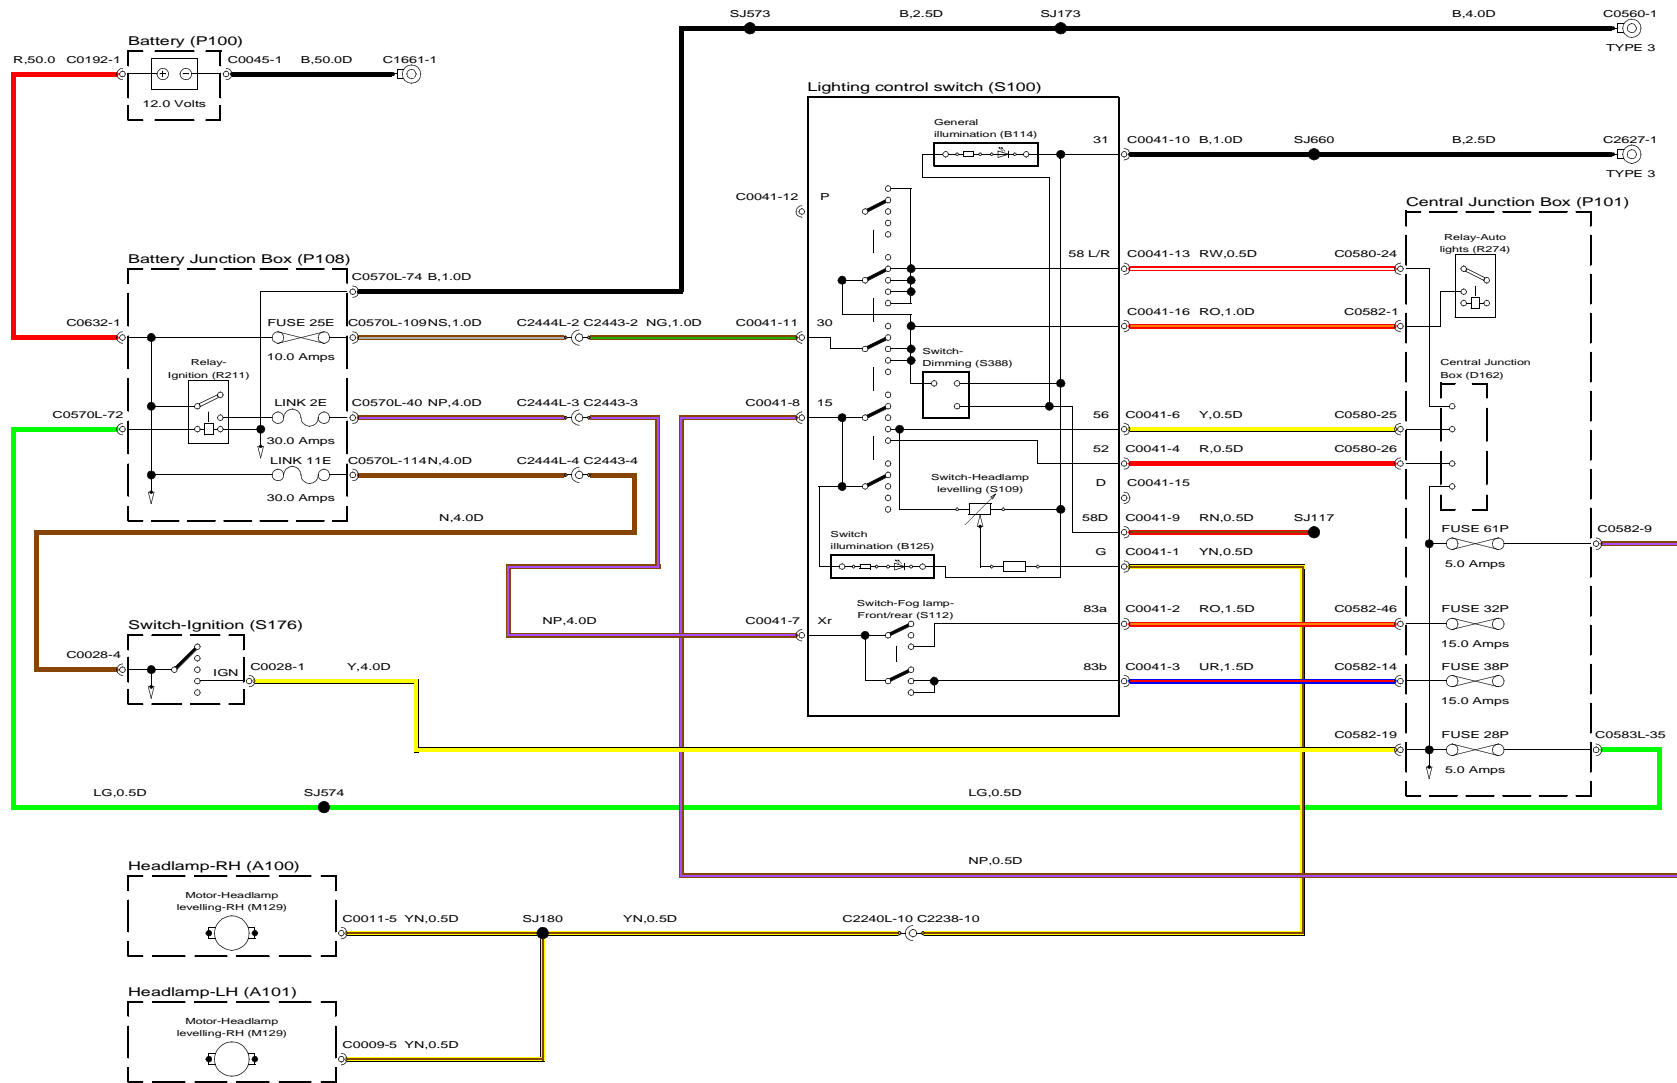 SJ573
B,2.5D
SJ173
B,4.0D
C0560-1
TYPE 3
Battery (P100)
R,50.0
C0192-1
C0045-1
B,50.0D
C1661-1
12.0 Volts
Lighting control switch (S100)
General
illumination (B114)
31
C0041-10
B,1.0D
SJ660
B,2.5D
C2627-1
TYPE 3
C0041-12
P
Central Junction Box (P101)
Relay-Auto
lights (R274)
58 L/R
C0041-13
RW,0.5D
C0580-24
Battery Junction Box (P108)
C0570L-74
B,1.0D
C0632-1
FUSE 25E
10.0 Amps
C0570L-109
NS,1.0D
C2444L-2
C2443-2
NG,1.0D
C0041-11
30
C0041-16
RO,1.0D
C0582-1
Relay-
Ignition (R211)
Switch-
Dimming (S388)
Central Junction
Box (D162)
C0570L-72
LINK 2E
30.0 Amps
C0570L-40
NP,4.0D
C2444L-3
C2443-3
C0041-8
15
56
C0041-6
Y,0.5D
C0580-25
LINK 11E
30.0 Amps
C0570L-114
N,4.0D
C2444L-4
C2443-4
52
C0041-4
R,0.5D
C0580-26
Switch-Headlamp
levelling (S109)
D
C0041-15
N,4.0D
58D
C0041-9
RN,0.5D
SJ117
FUSE 61P
5.0 Amps
C0582-9
Switch
illumination (B125)
G
C0041-1
YN,0.5D
Switch-Fog lamp-
Front/rear (S112)
83a
C0041-2
RO,1.5D
C0582-46
FUSE 32P
15.0 Amps
NP,4.0D
C0041-7
Xr
Switch-Ignition (S176)
C0028-4
IGN
C0028-1
Y,4.0D
83b
C0041-3
UR,1.5D
C0582-14
FUSE 38P
15.0 Amps
C0582-19
FUSE 28P
5.0 Amps
C0583L-35
LG,0.5D
SJ574
LG,0.5D
NP,0.5D
Headlamp-RH (A100)
Motor-Headlamp
levelling-RH (M129)
C0011-5
YN,0.5D
SJ180
YN,0.5D
C2240L-10
C2238-10
Headlamp-LH (A101)
Motor-Headlamp
levelling-RH (M129)
C0009-5
YN,0.5D